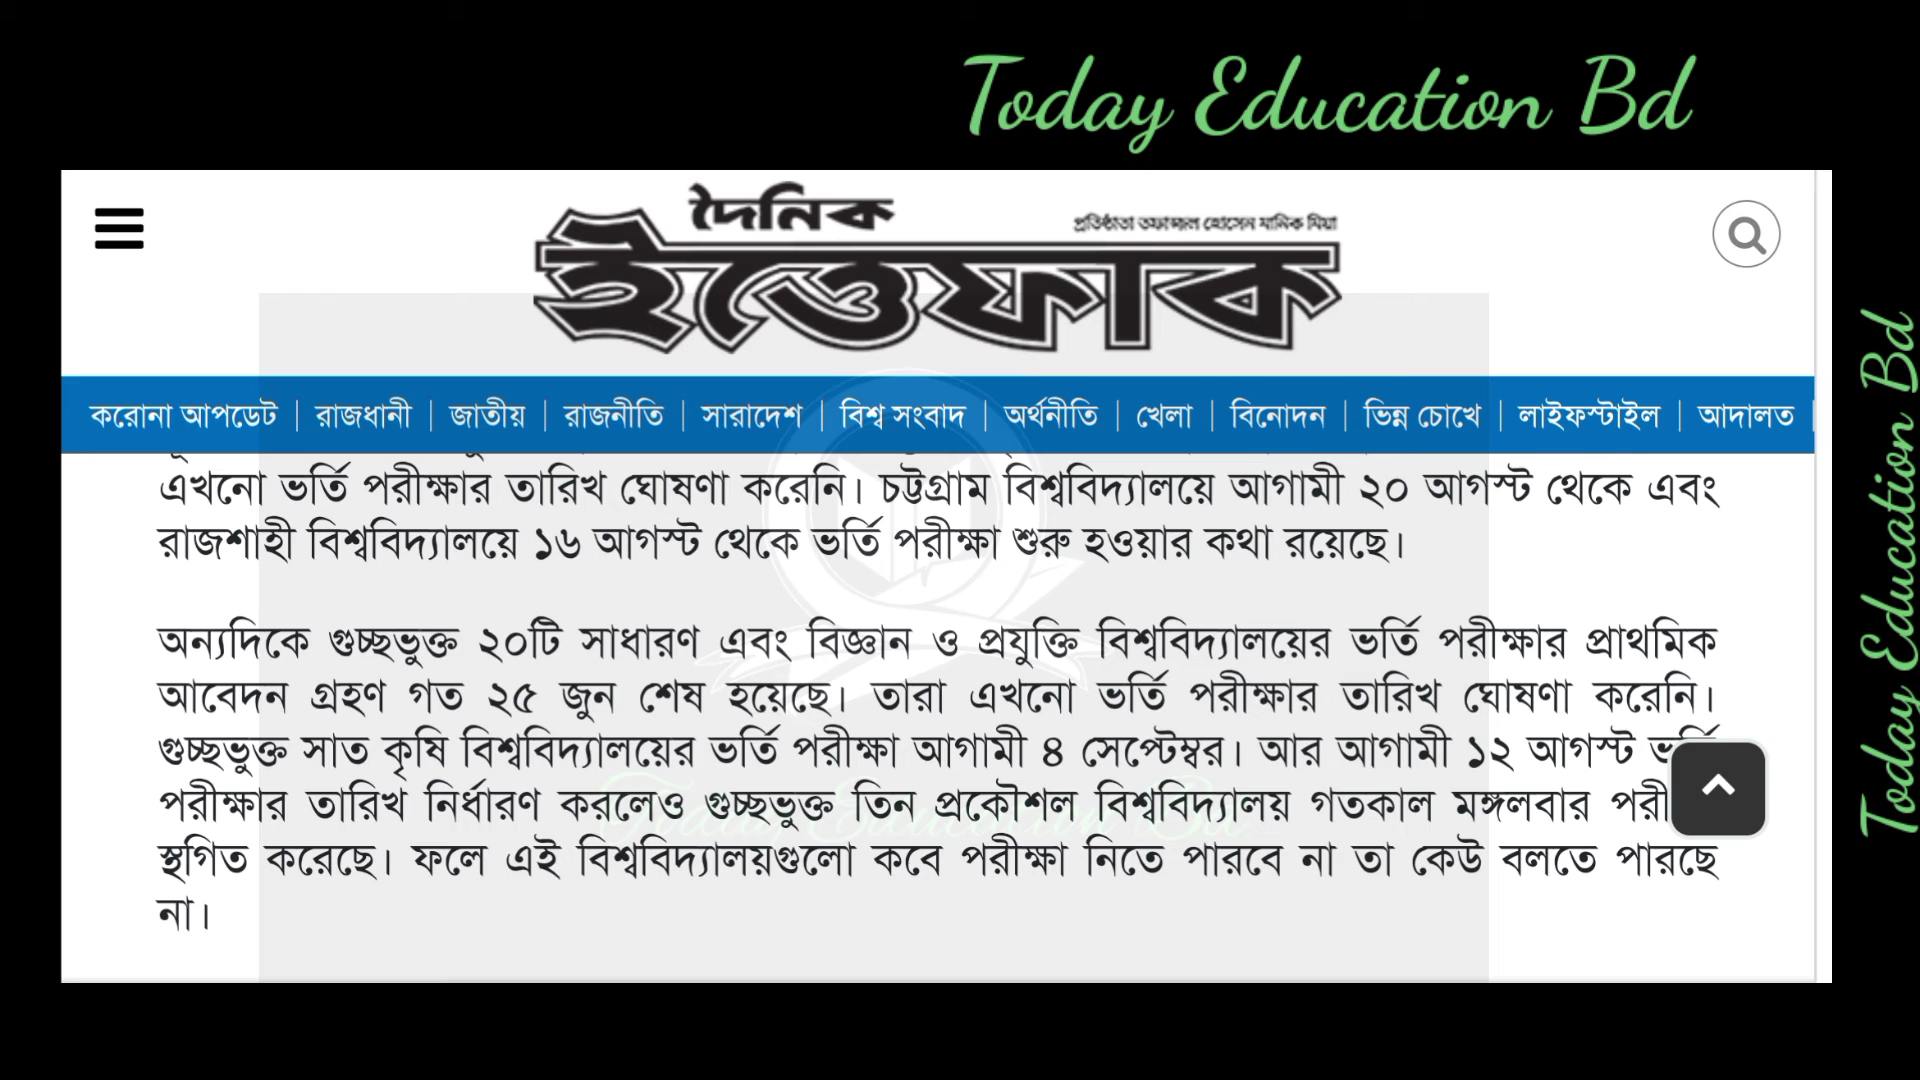 Today Education Bd
দৈনিক
প্রতিষ্ঠাতা তফাজ্জল হোসেন মানিক মিয়া
ইত্তেফাক
করোনা আপডেট | রাজধানী | জাতীয় | রাজনীতি | সারাদেশ | বিশ্ব সংবাদ | অর্থনীতি | খেলা | বিনোদন | ভিন্ন চোখে | লাইফস্টাইল | আদালত
এখনো ভর্তি পরীক্ষার তারিখ ঘোষণা করেনি। চট্টগ্রাম বিশ্ববিদ্যালয়ে আগামী ২০ আগস্ট থেকে এবং
রাজশাহী বিশ্ববিদ্যালয়ে ১৬ আগস্ট থেকে ভর্তি পরীক্ষা শুরু হওয়ার কথা রয়েছে।
অন্যদিকে গুচ্ছভুক্ত ২০টি সাধারণ এবং বিজ্ঞান ও প্রযুক্তি বিশ্ববিদ্যালয়ের ভর্তি পরীক্ষার প্রাথমিক
আবেদন গ্রহণ গত ২৫ জুন শেষ হয়েছে। তারা এখনো ভর্তি পরীক্ষার তারিখ ঘোষণা করেনি।
গুচ্ছভুক্ত সাত কৃষি বিশ্ববিদ্যালয়ের ভর্তি পরীক্ষা আগামী ৪ সেপ্টেম্বর। আর আগামী ১২ আগস্ট ভর্তি
পরীক্ষার তারিখ নির্ধারণ করলেও গুচ্ছভুক্ত তিন প্রকৌশল বিশ্ববিদ্যালয় গতকাল মঙ্গলবার পরী
স্থগিত করেছে। ফলে এই বিশ্ববিদ্যালয়গুলো কবে পরীক্ষা নিতে পারবে না তা কেউ বলতে পারছে
না।
Today Education Bd
Today Education Bd